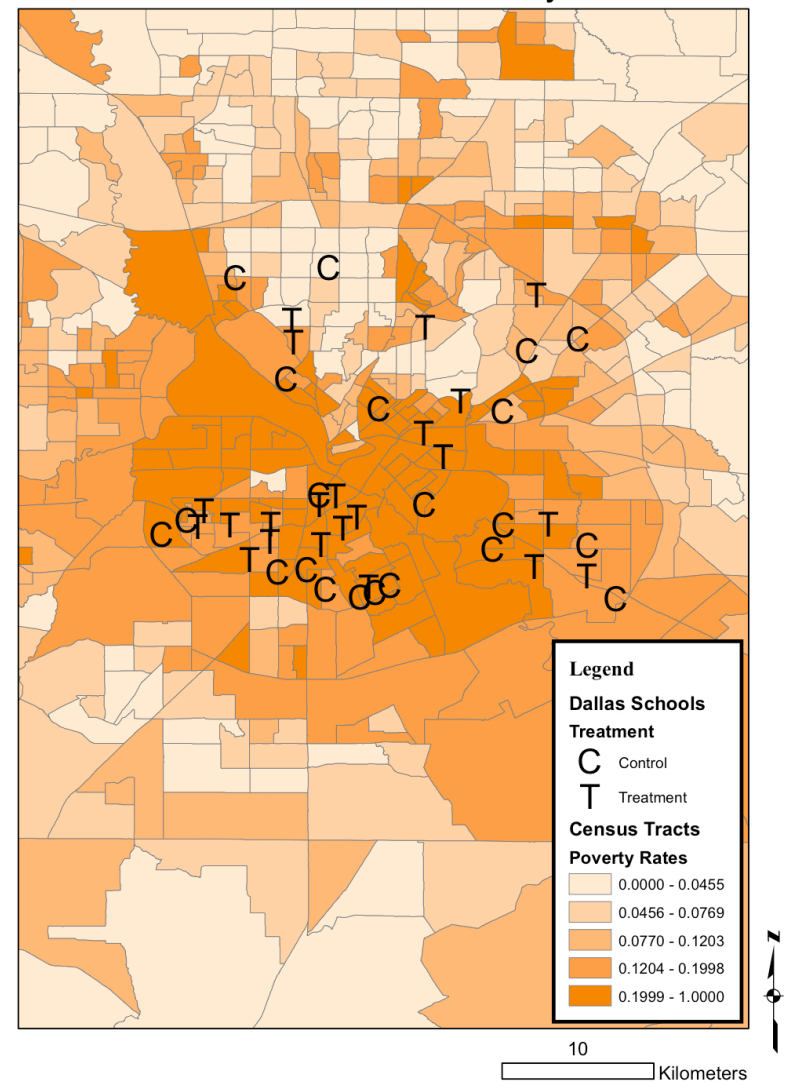 C C
T
T T
T C
C
C
T
C C
T
T
C T
T C
T T
C T T T T C T
C T T C C
T T
C C T
C C T C C C
Legend
Dallas Schools
Treatment
C Control
T Treatment
Census Tracts
Poverty Rates
0.0000 - 0.0455
0.0456 - 0.0769
0.0770 - 0.1203
0.1204 - 0.1998
0.1999 - 1.0000
N
10
Kilometers